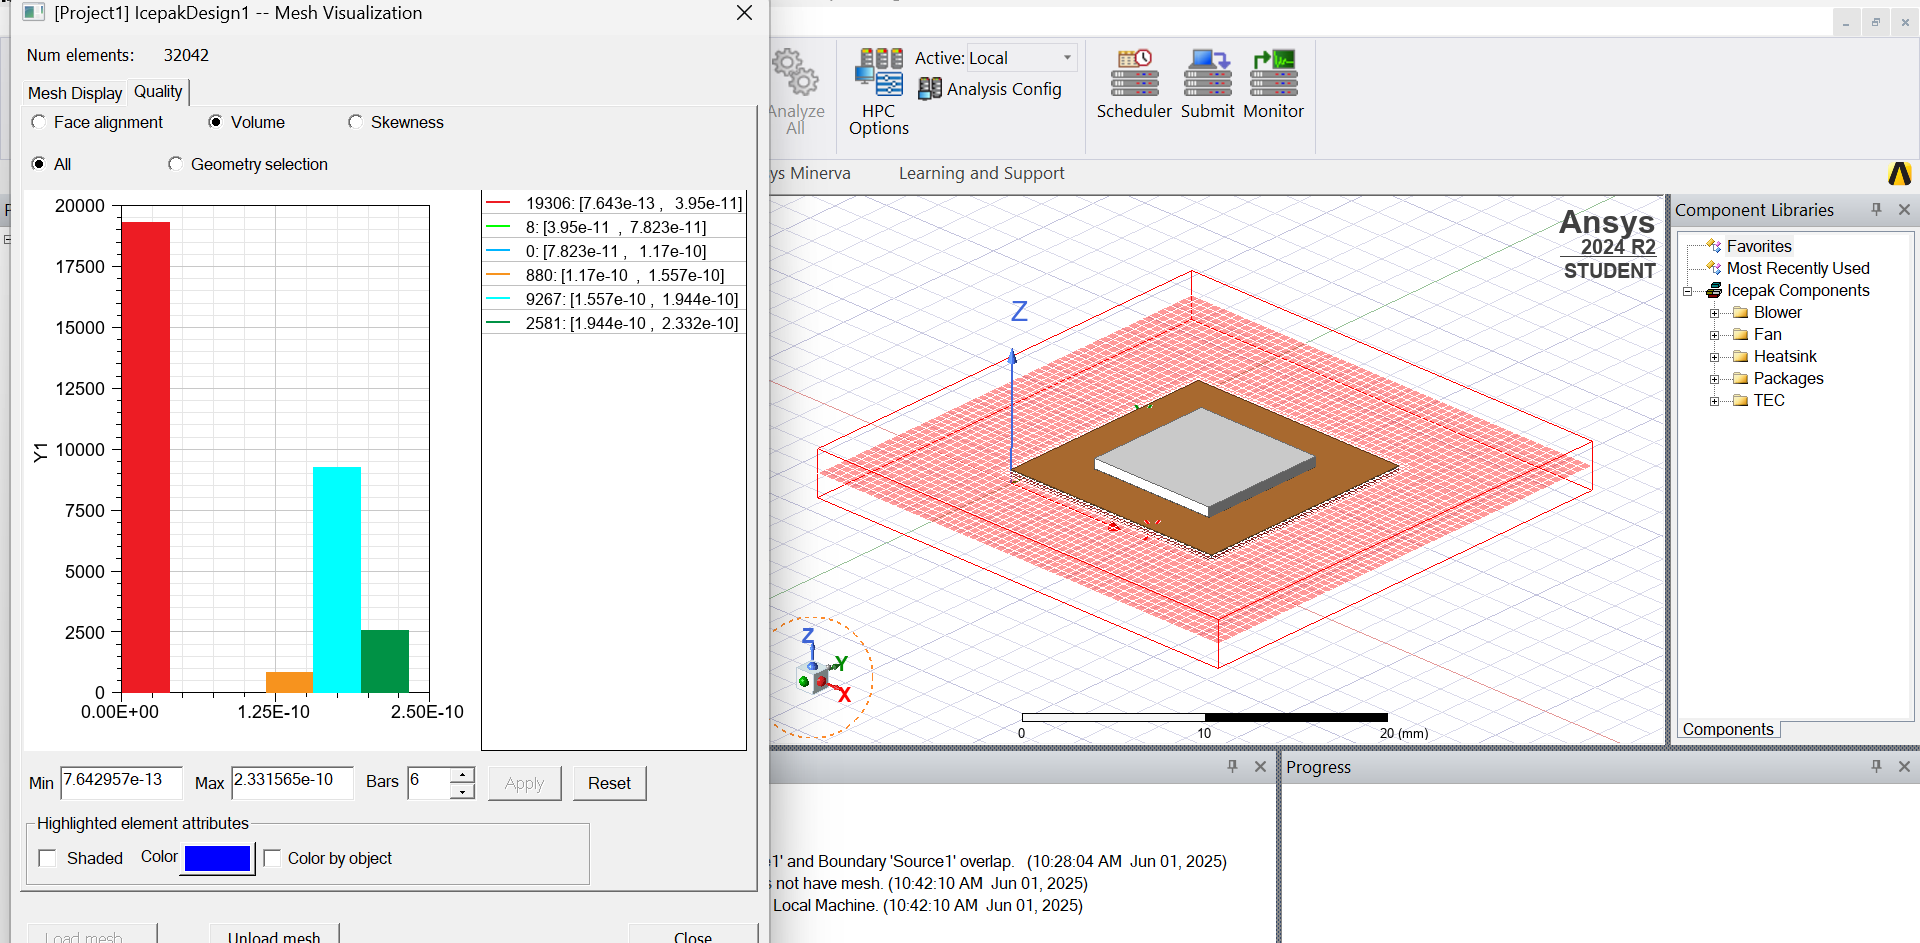 [Project1] IcepakDesign1 -- Mesh Visualization
Num elements: 32042
Mesh Display Quality
Face alignment Volume Skewness
All Geometry selection
20000
17500
15000
12500
10000
7500
5000
2500
0
Y1
0.00E+00 1.25E-10 2.50E-10
19306: [7.643e-13 , 3.95e-11]
8: [3.95e-11 , 7.823e-11]
0: [7.823e-11 , 1.17e-10]
880: [1.17e-10 , 1.557e-10]
9267: [1.557e-10 , 1.944e-10]
2581: [1.944e-10 , 2.332e-10]
Min 7.642957e-13 Max 2.331565e-10 Bars 6 Apply Reset
Highlighted element attributes
Shaded Color Color by object
Load mesh Unload mesh Close
Analyze
All
HPC
Options
Active: Local
Analysis Config
Scheduler Submit Monitor
ys Minerva Learning and Support
Ansys
2024 R2
STUDENT
Z
Z
Y
X
0 10 20 (mm)
Component Libraries
Favorites
Most Recently Used
Icepak Components
Blower
Fan
Heatsink
Packages
TEC
Components
Progress
1' and Boundary 'Source1' overlap. (10:28:04 AM Jun 01, 2025)
s not have mesh. (10:42:10 AM Jun 01, 2025)
Local Machine. (10:42:10 AM Jun 01, 2025)